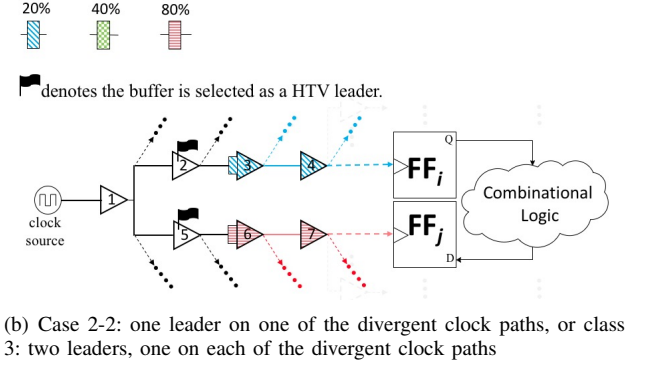 20% 40% 80%
denotes the buffer is selected as a HTV leader.
1
2
3
4
5
6
7
clock
source
FFi
Q
FFj
D
Combinational
Logic
(b) Case 2-2: one leader on one of the divergent clock paths, or class
3: two leaders, one on each of the divergent clock paths